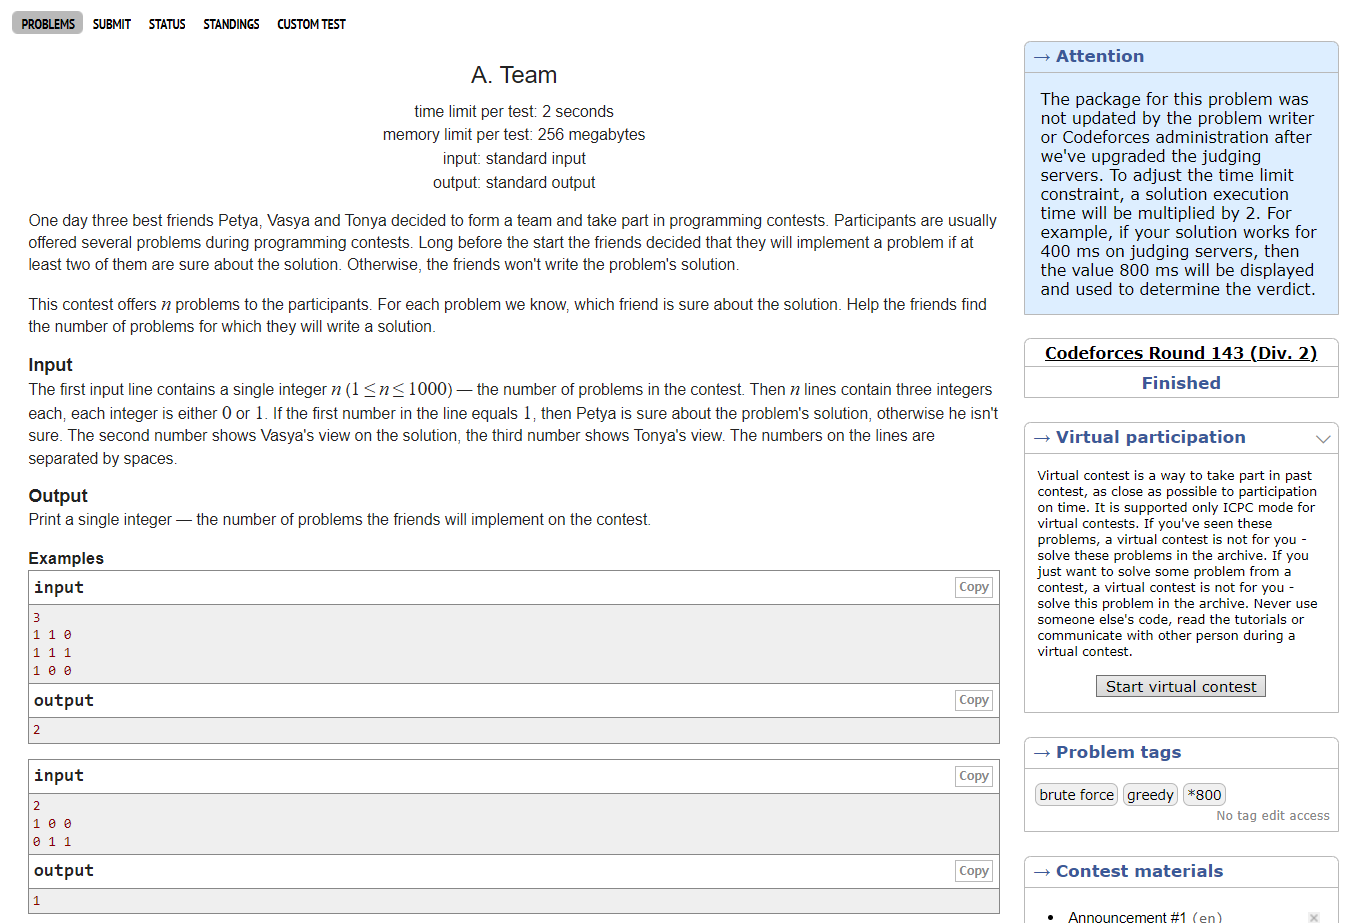 PROBLEMS SUBMIT STATUS STANDINGS CUSTOM TEST
A. Team
time limit per test: 2 seconds
memory limit per test: 256 megabytes
input: standard input
output: standard output
One day three best friends Petya, Vasya and Tonya decided to form a team and take part in programming contests. Participants are usually
offered several problems during programming contests. Long before the start the friends decided that they will implement a problem if at
least two of them are sure about the solution. Otherwise, the friends won't write the problem's solution.
This contest offers n problems to the participants. For each problem we know, which friend is sure about the solution. Help the friends find
the number of problems for which they will write a solution.
Input
The first input line contains a single integer n (1 ≤ n ≤ 1000) — the number of problems in the contest. Then n lines contain three integers
each, each integer is either 0 or 1. If the first number in the line equals 1, then Petya is sure about the problem's solution, otherwise he isn't
sure. The second number shows Vasya's view on the solution, the third number shows Tonya's view. The numbers on the lines are
separated by spaces.
Output
Print a single integer — the number of problems the friends will implement on the contest.
Examples
input Copy
3
1 1 0
1 1 1
1 0 0
output Copy
2
input Copy
2
1 0 0
0 1 1
output Copy
1
→ Attention
The package for this problem was
not updated by the problem writer
or Codeforces administration after
we've upgraded the judging
servers. To adjust the time limit
constraint, a solution execution
time will be multiplied by 2. For
example, if your solution works for
400 ms on judging servers, then
the value 800 ms will be displayed
and used to determine the verdict.
Codeforces Round 143 (Div. 2)
Finished
→ Virtual participation
Virtual contest is a way to take part in past
contest, as close as possible to participation
on time. It is supported only ICPC mode for
virtual contests. If you've seen these
problems, a virtual contest is not for you -
solve these problems in the archive. If you
just want to solve some problem from a
contest, a virtual contest is not for you -
solve this problem in the archive. Never use
someone else's code, read the tutorials or
communicate with other person during a
virtual contest.
Start virtual contest
→ Problem tags
brute force greedy *800
No tag edit access
→ Contest materials
• Announcement #1 (en) ×